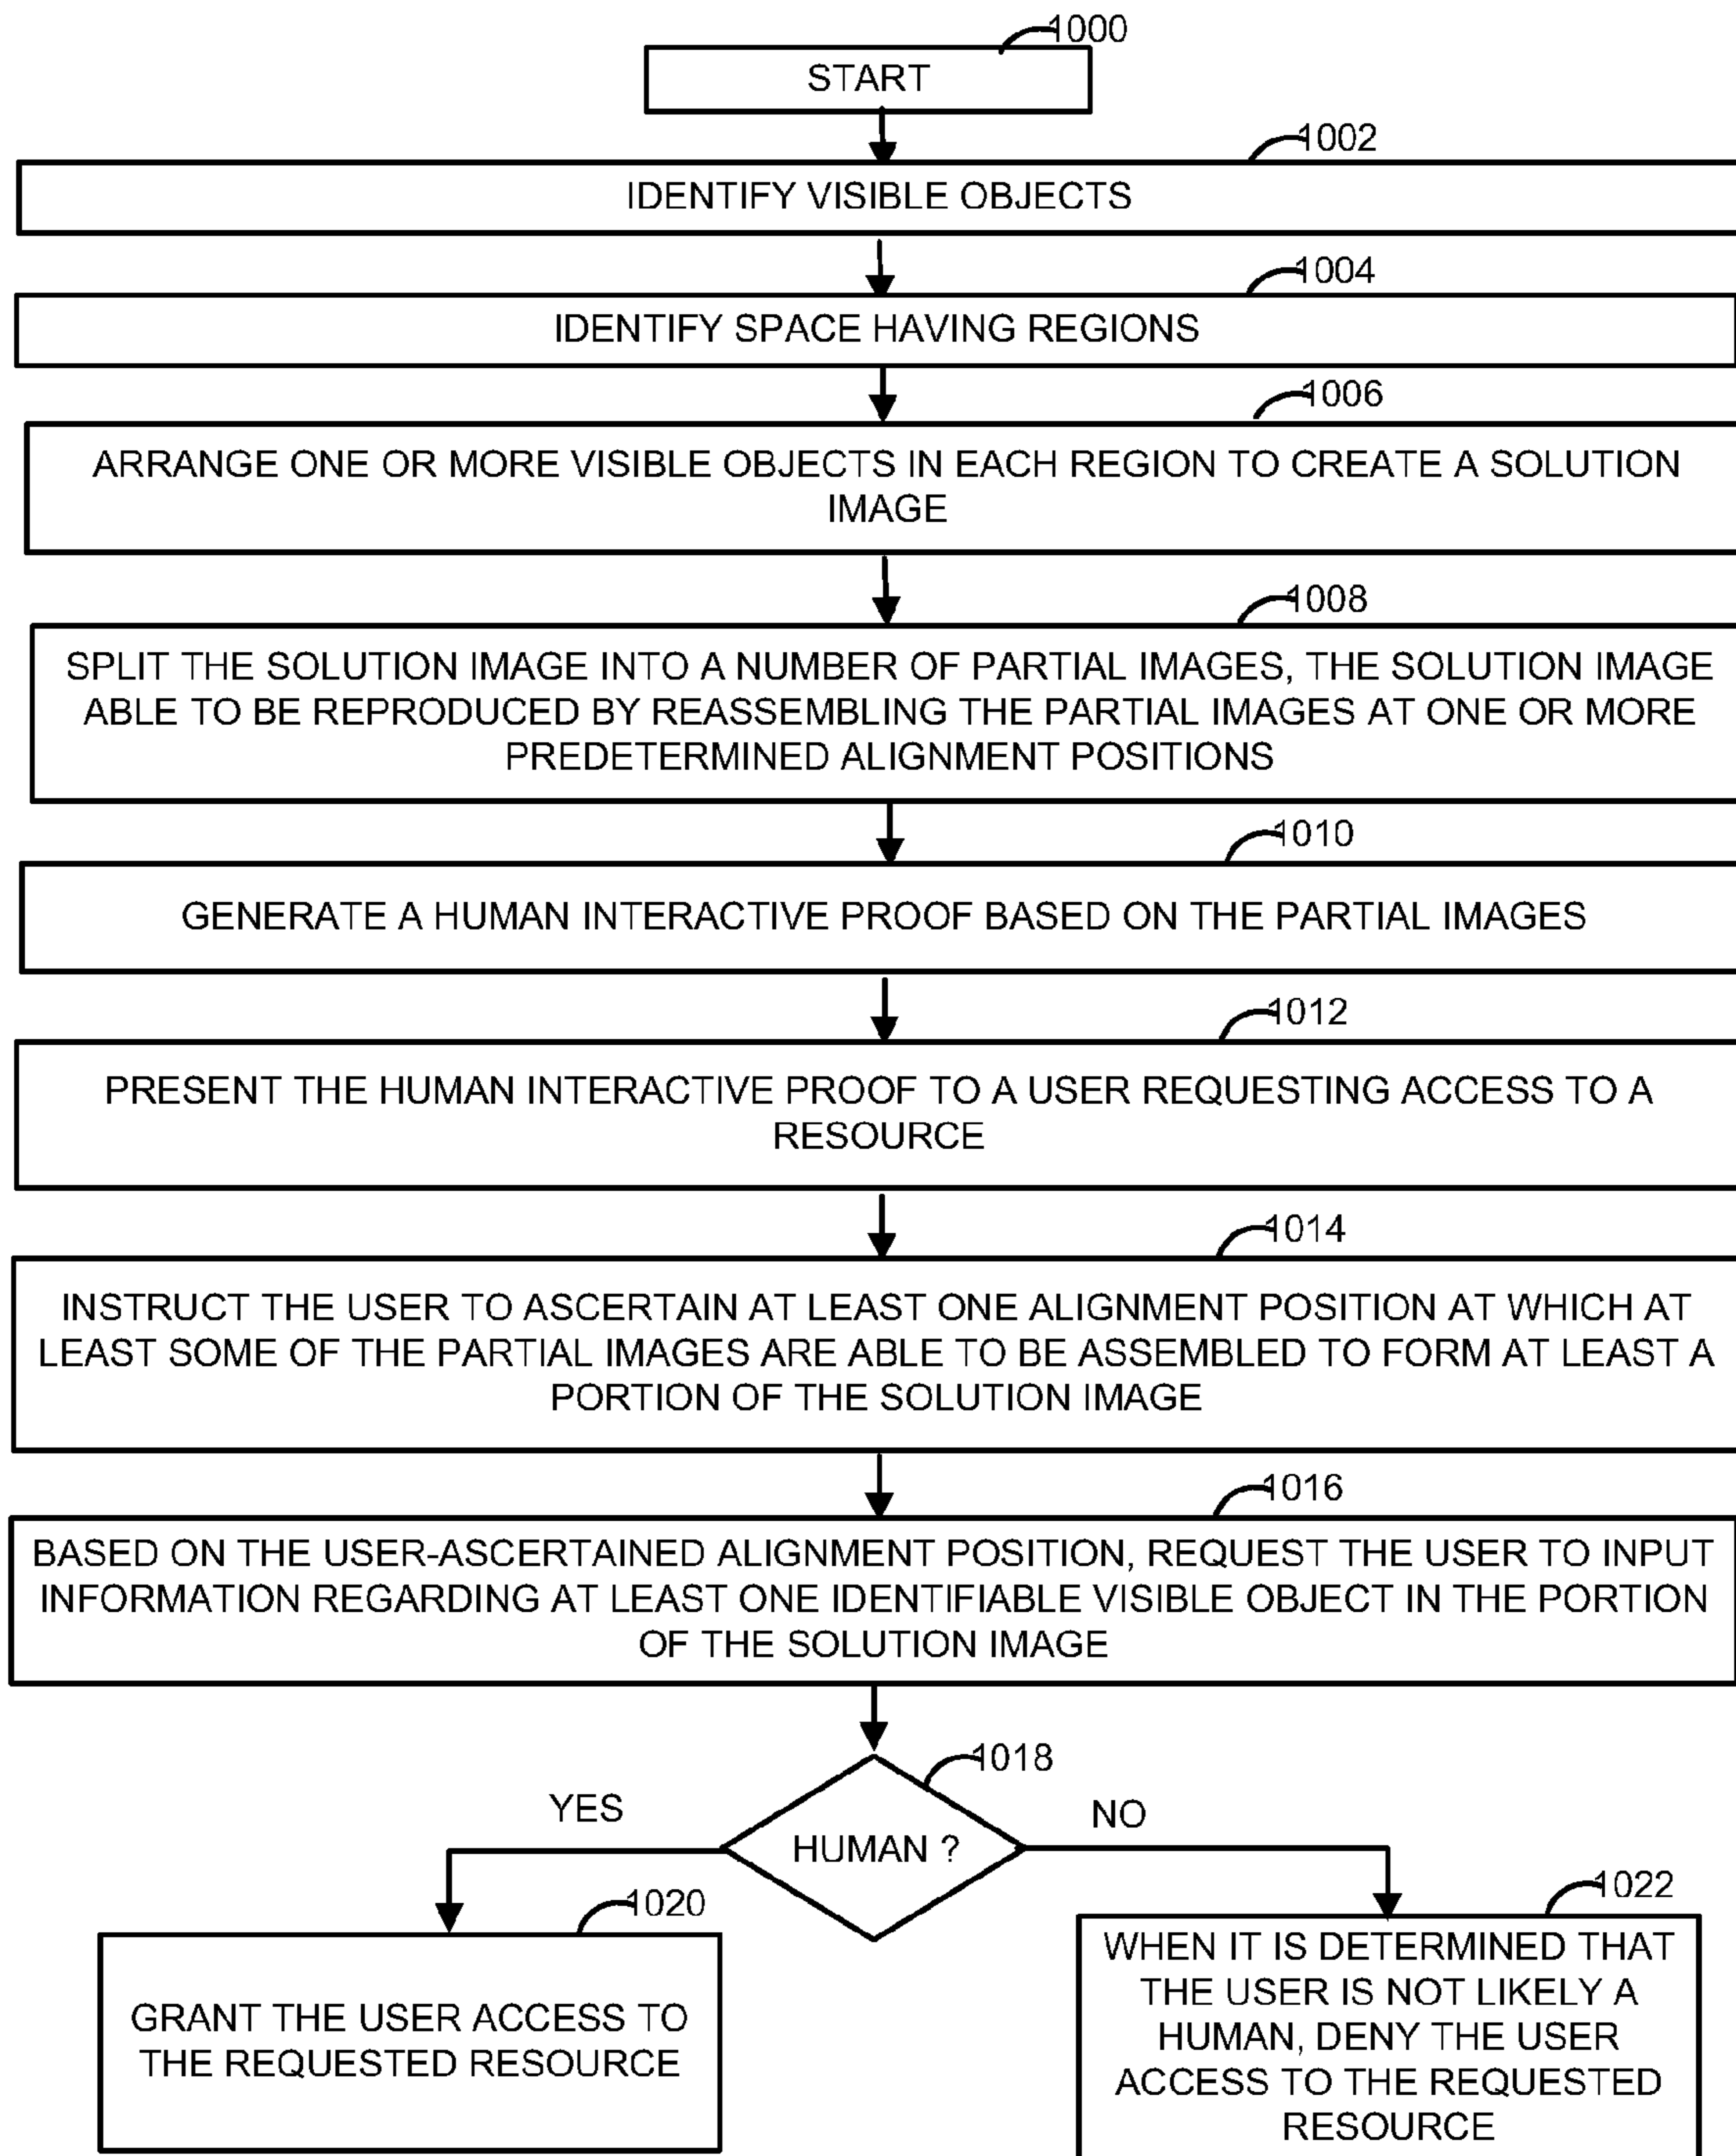 1000
START
1002
IDENTIFY VISIBLE OBJECTS
1004
IDENTIFY SPACE HAVING REGIONS
1006
ARRANGE ONE OR MORE VISIBLE OBJECTS IN EACH REGION TO CREATE A SOLUTION
IMAGE
1008
SPLIT THE SOLUTION IMAGE INTO A NUMBER OF PARTIAL IMAGES, THE SOLUTION IMAGE
ABLE TO BE REPRODUCED BY REASSEMBLING THE PARTIAL IMAGES AT ONE OR MORE
PREDETERMINED ALIGNMENT POSITIONS
1010
GENERATE A HUMAN INTERACTIVE PROOF BASED ON THE PARTIAL IMAGES
1012
PRESENT THE HUMAN INTERACTIVE PROOF TO A USER REQUESTING ACCESS TO A
RESOURCE
1014
INSTRUCT THE USER TO ASCERTAIN AT LEAST ONE ALIGNMENT POSITION AT WHICH AT
LEAST SOME OF THE PARTIAL IMAGES ARE ABLE TO BE ASSEMBLED TO FORM AT LEAST A
PORTION OF THE SOLUTION IMAGE
1016
BASED ON THE USER-ASCERTAINED ALIGNMENT POSITION, REQUEST THE USER TO INPUT
INFORMATION REGARDING AT LEAST ONE IDENTIFIABLE VISIBLE OBJECT IN THE PORTION
OF THE SOLUTION IMAGE
1018
YES
NO
HUMAN ?
1020
GRANT THE USER ACCESS TO
THE REQUESTED RESOURCE
1022
WHEN IT IS DETERMINED THAT
THE USER IS NOT LIKELY A
HUMAN, DENY THE USER
ACCESS TO THE REQUESTED
RESOURCE